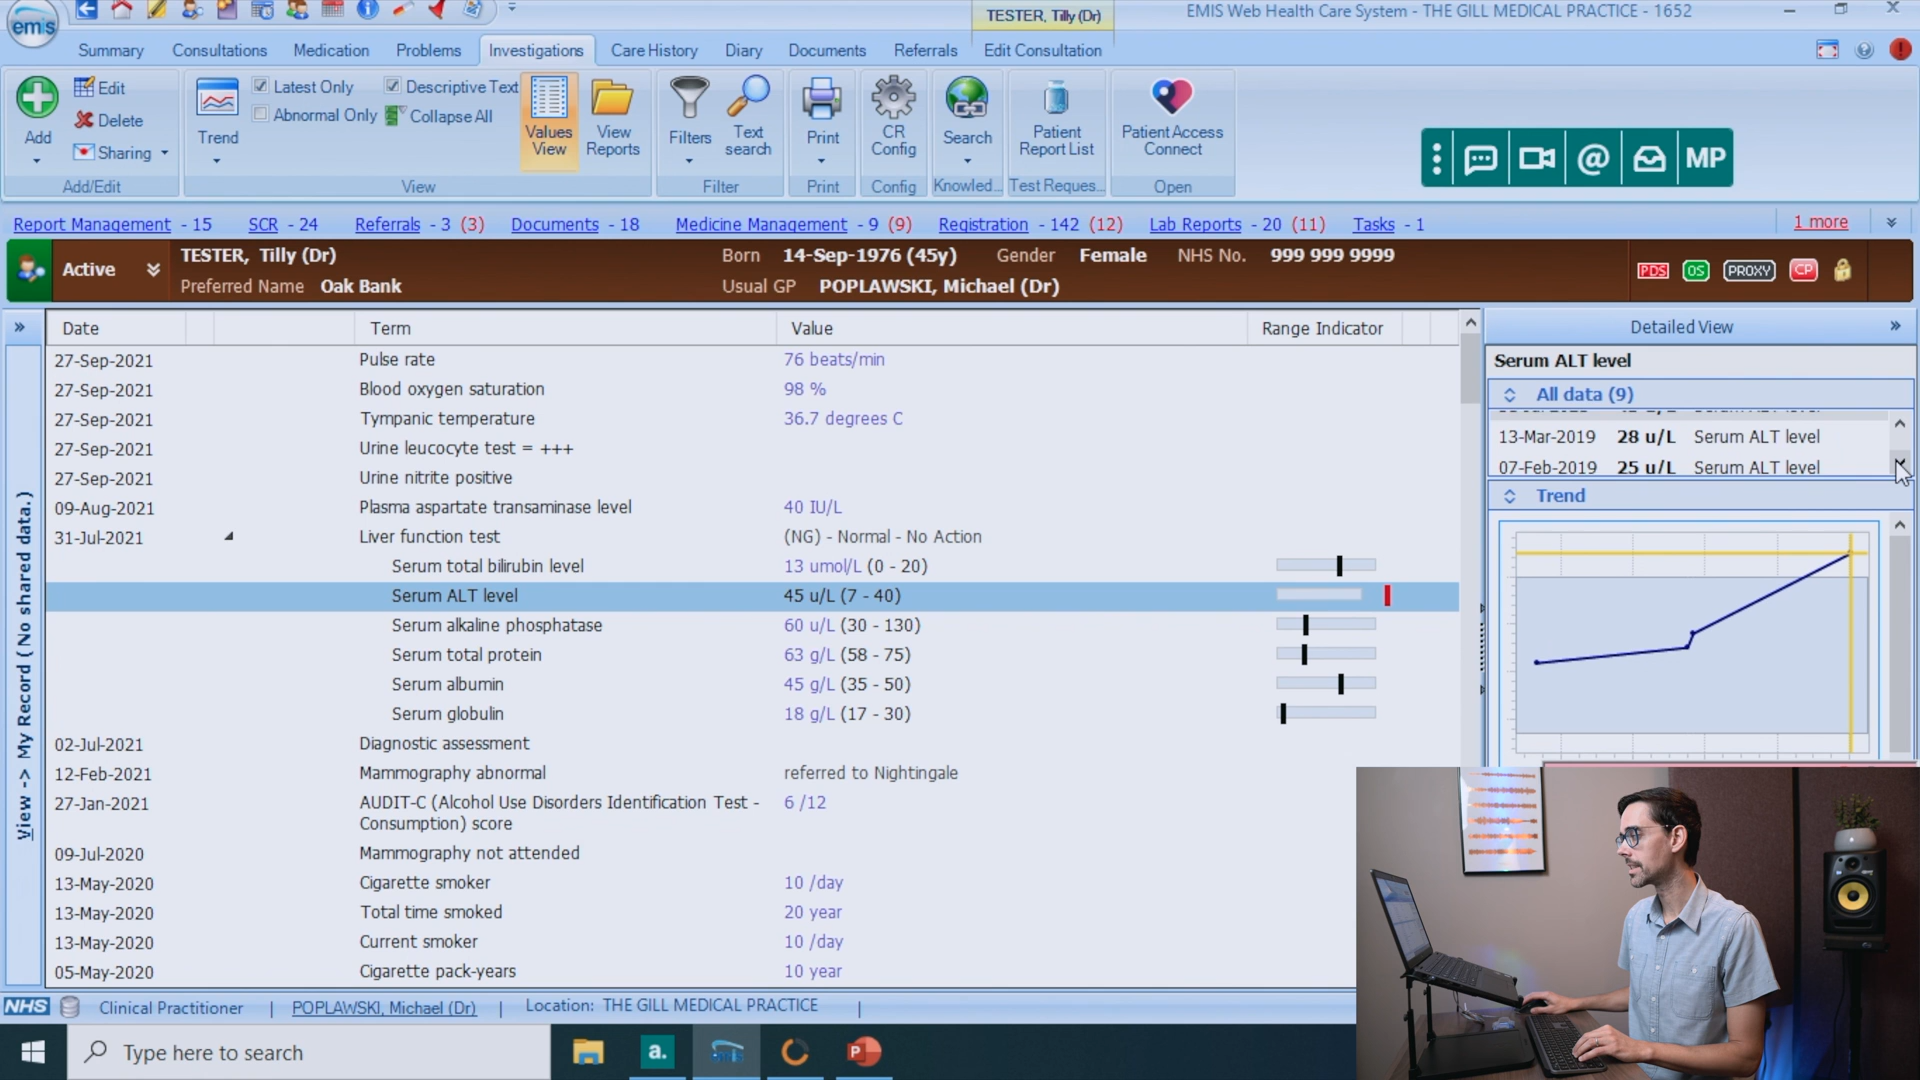 emis
TESTER, Tilly (Dr)
EMIS Web Health Care System - THE GILL MEDICAL PRACTICE - 1652
Summary Consultations Medication Problems Investigations Care History Diary Documents Referrals Edit Consultation
Add
Edit
Delete
Sharing
Add/Edit
Trend
Latest Only
Abnormal Only
Descriptive Text
Collapse All
Values View
View Reports
View
Filters
Text search
Filter
Print
Print
CR Config
Config
Search
Knowled...
Patient Report List
Test Reques...
Patient Access Connect
Open
@ MP
Report Management - 15 SCR - 24 Referrals - 3 (3) Documents - 18 Medicine Management - 9 (9) Registration - 142 (12) Lab Reports - 20 (11) Tasks - 1 1 more
Active
TESTER, Tilly (Dr) Born 14-Sep-1976 (45y) Gender Female NHS No. 999 999 9999
Preferred Name Oak Bank Usual GP POPLAWSKI, Michael (Dr)
PDS OS PROXY CP
View -> My Record ( No shared data.)
Date Term Value Range Indicator
27-Sep-2021 Pulse rate 76 beats/min
27-Sep-2021 Blood oxygen saturation 98 %
27-Sep-2021 Tympanic temperature 36.7 degrees C
27-Sep-2021 Urine leucocyte test = +++
27-Sep-2021 Urine nitrite positive
09-Aug-2021 Plasma aspartate transaminase level 40 IU/L
31-Jul-2021 Liver function test (NG) - Normal - No Action
Serum total bilirubin level 13 umol/L (0 - 20)
Serum ALT level 45 u/L (7 - 40)
Serum alkaline phosphatase 60 u/L (30 - 130)
Serum total protein 63 g/L (58 - 75)
Serum albumin 45 g/L (35 - 50)
Serum globulin 18 g/L (17 - 30)
02-Jul-2021 Diagnostic assessment
12-Feb-2021 Mammography abnormal referred to Nightingale
27-Jan-2021 AUDIT-C (Alcohol Use Disorders Identification Test - 6 /12
Consumption) score
09-Jul-2020 Mammography not attended
13-May-2020 Cigarette smoker 10 /day
13-May-2020 Total time smoked 20 year
13-May-2020 Current smoker 10 /day
05-May-2020 Cigarette pack-years 10 year
Detailed View
Serum ALT level
All data (9)
13-Mar-2019 28 u/L Serum ALT level
07-Feb-2019 25 u/L Serum ALT level
Trend
NHS Clinical Practitioner | POPLAWSKI, Michael (Dr) | Location: THE GILL MEDICAL PRACTICE |
Type here to search
a.
emis
P